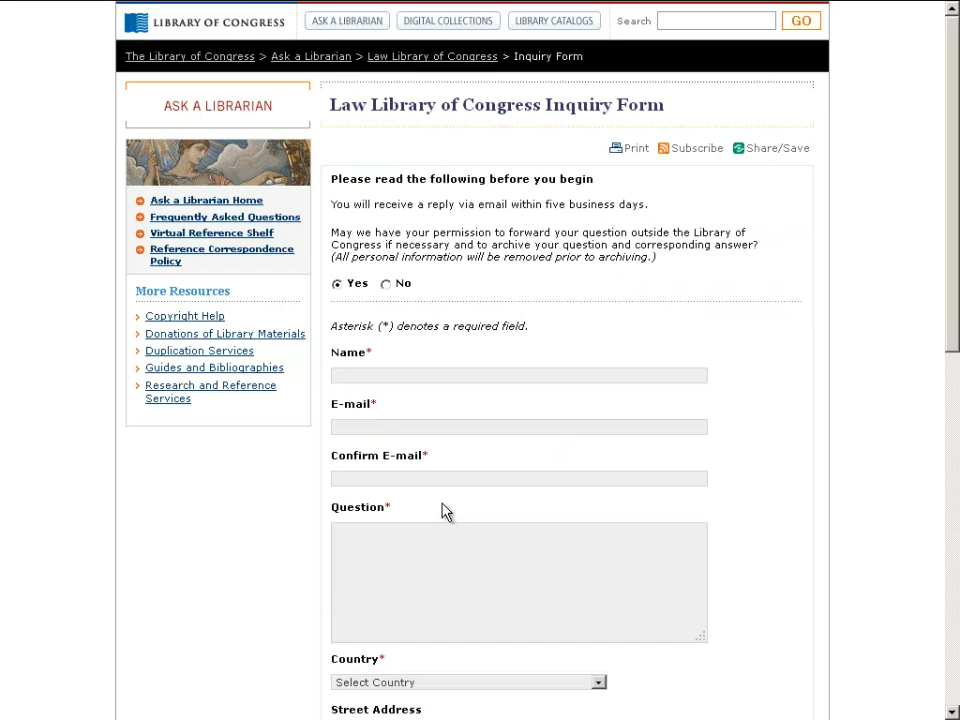 LIBRARY OF CONGRESS ASK A LIBRARIAN DIGITAL COLLECTIONS LIBRARY CATALOGS Search GO
The Library of Congress > Ask a Librarian > Law Library of Congress > Inquiry Form
ASK A LIBRARIAN
Ask a Librarian Home
Frequently Asked Questions
Virtual Reference Shelf
Reference Correspondence
Policy
More Resources
Copyright Help
Donations of Library Materials
Duplication Services
Guides and Bibliographies
Research and Reference
Services
Law Library of Congress Inquiry Form
Print Subscribe Share/Save
Please read the following before you begin
You will receive a reply via email within five business days.
May we have your permission to forward your question outside the Library of
Congress if necessary and to archive your question and corresponding answer?
(All personal information will be removed prior to archiving.)
Yes No
Asterisk (*) denotes a required field.
Name*
E-mail*
Confirm E-mail*
Question*
Country*
Select Country
Street Address